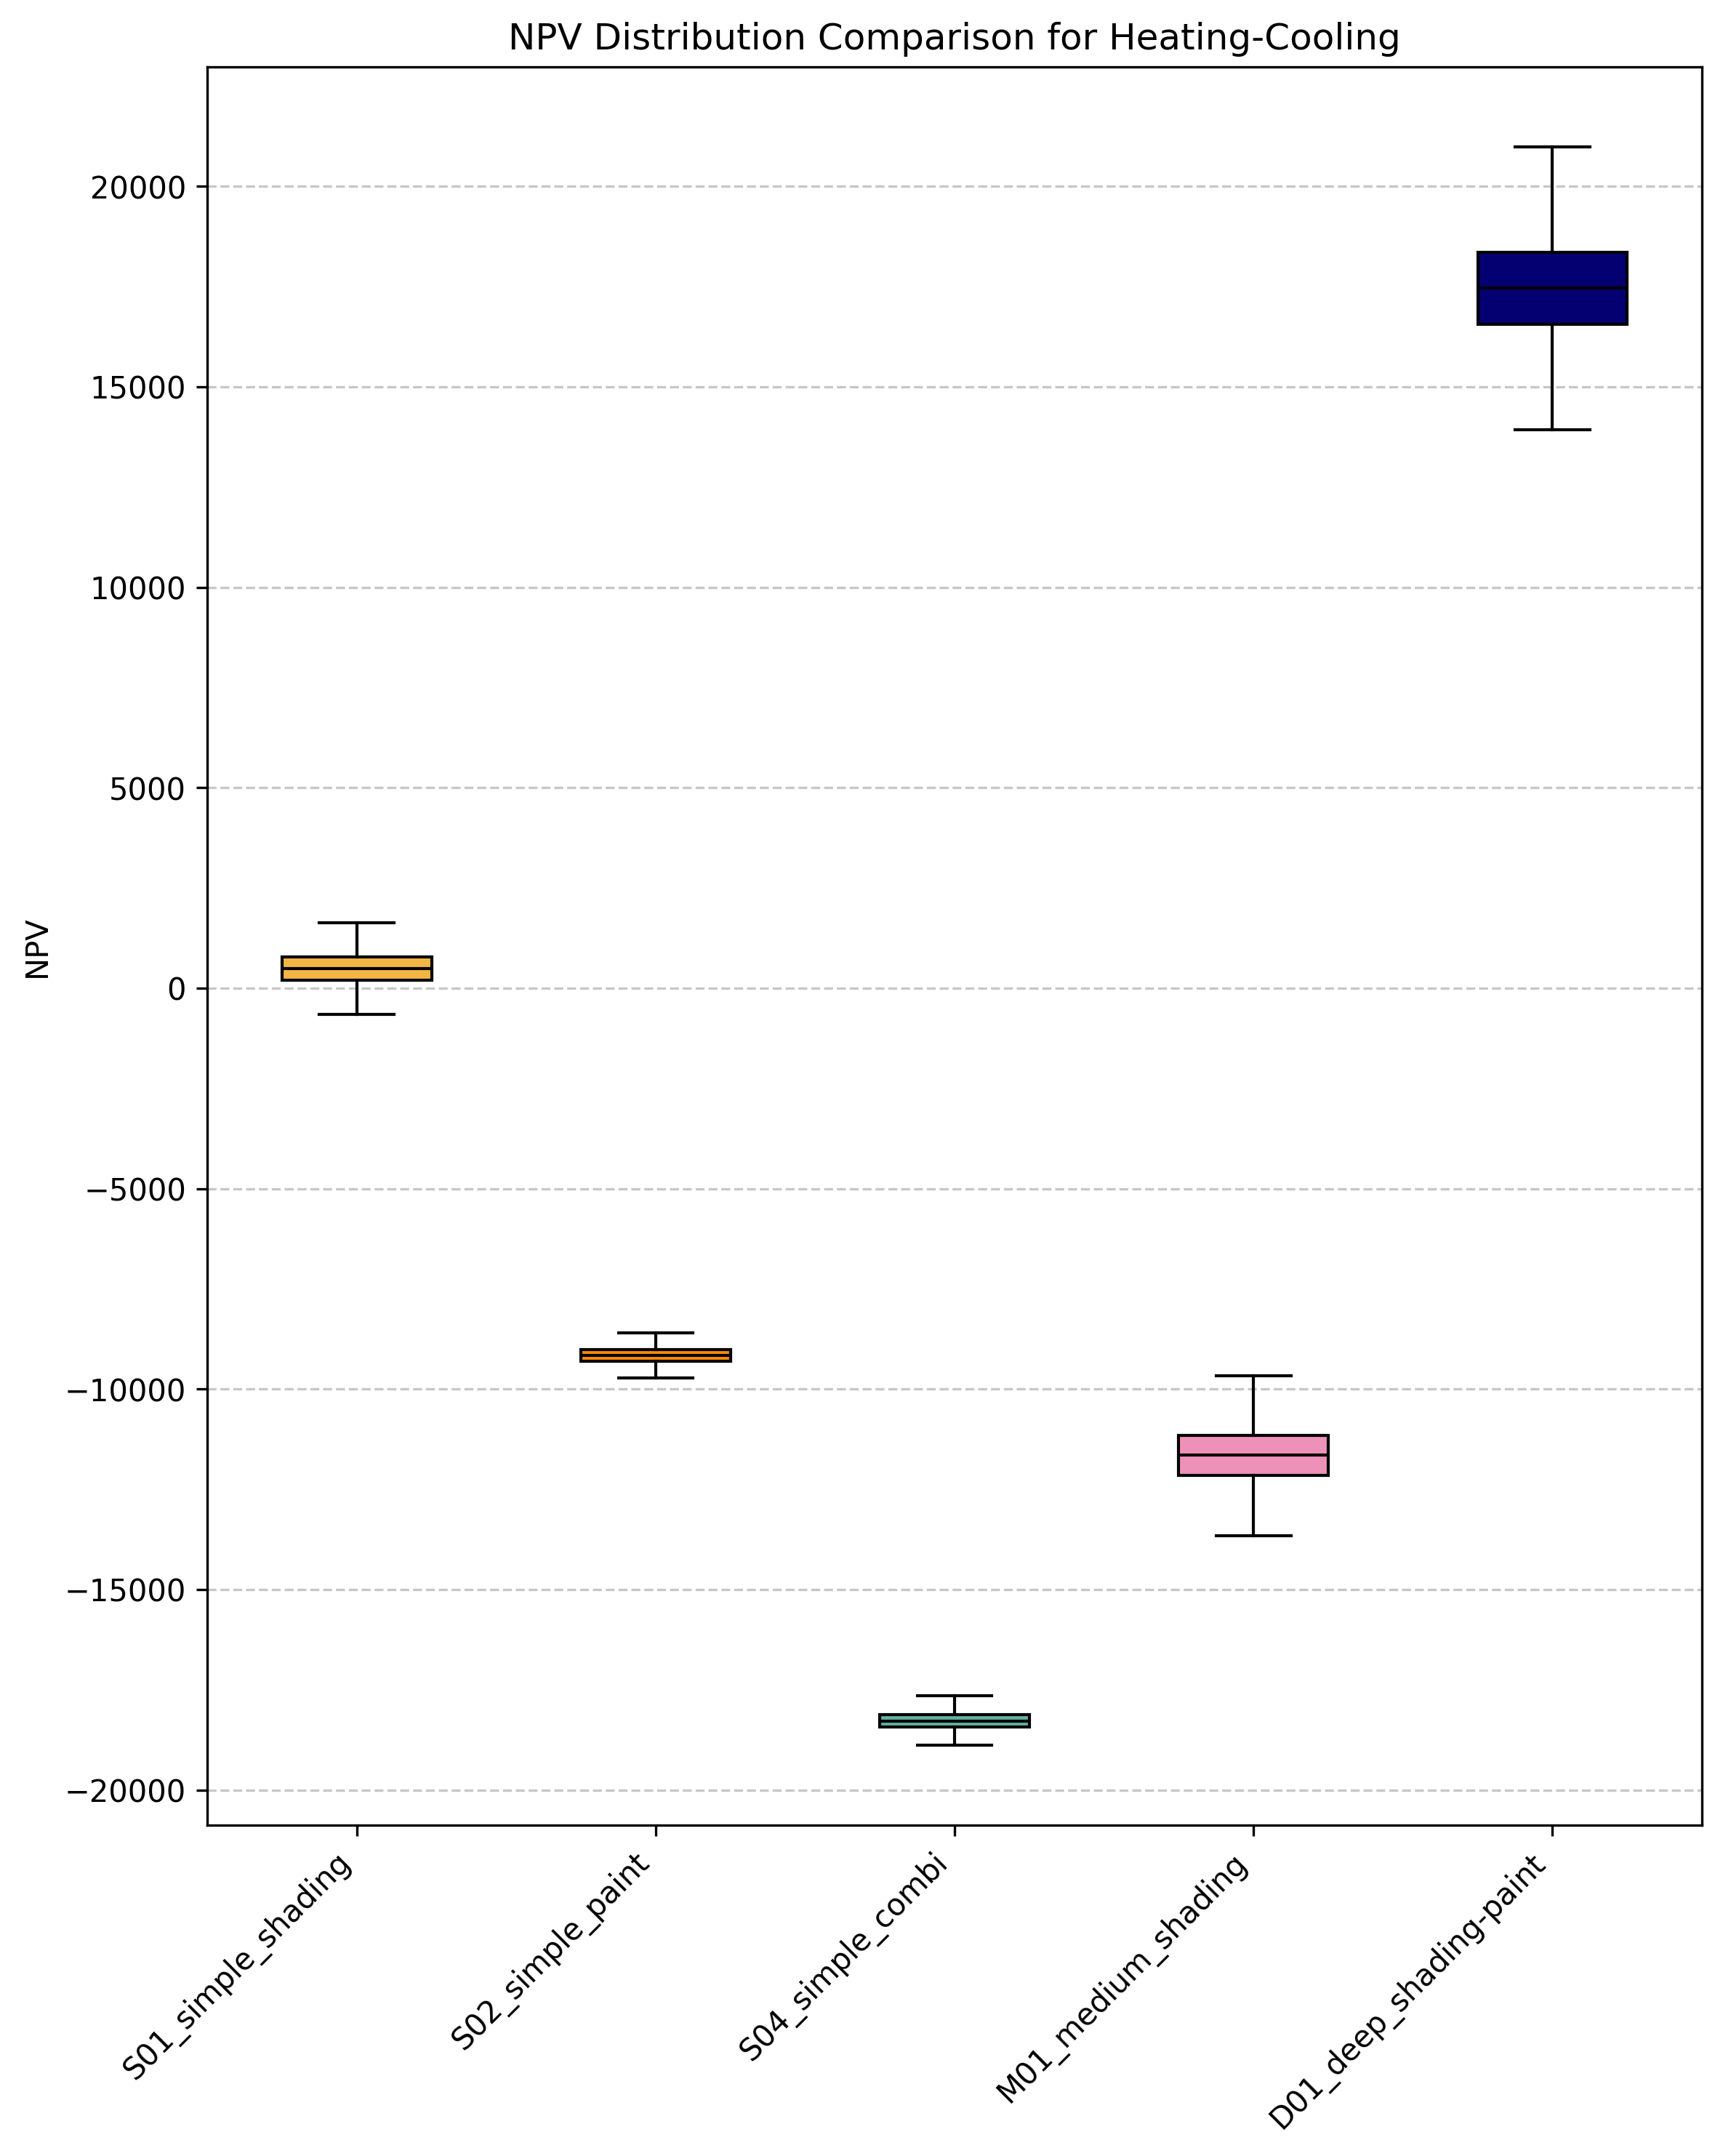 NPV Distribution Comparison for Heating-Cooling
20000
15000
10000
5000
0
−5000
−10000
−15000
−20000
NPV
S01_simple_shading
S02_simple_paint
S04_simple_combi
M01_medium_shading
D01_deep_shading-paint